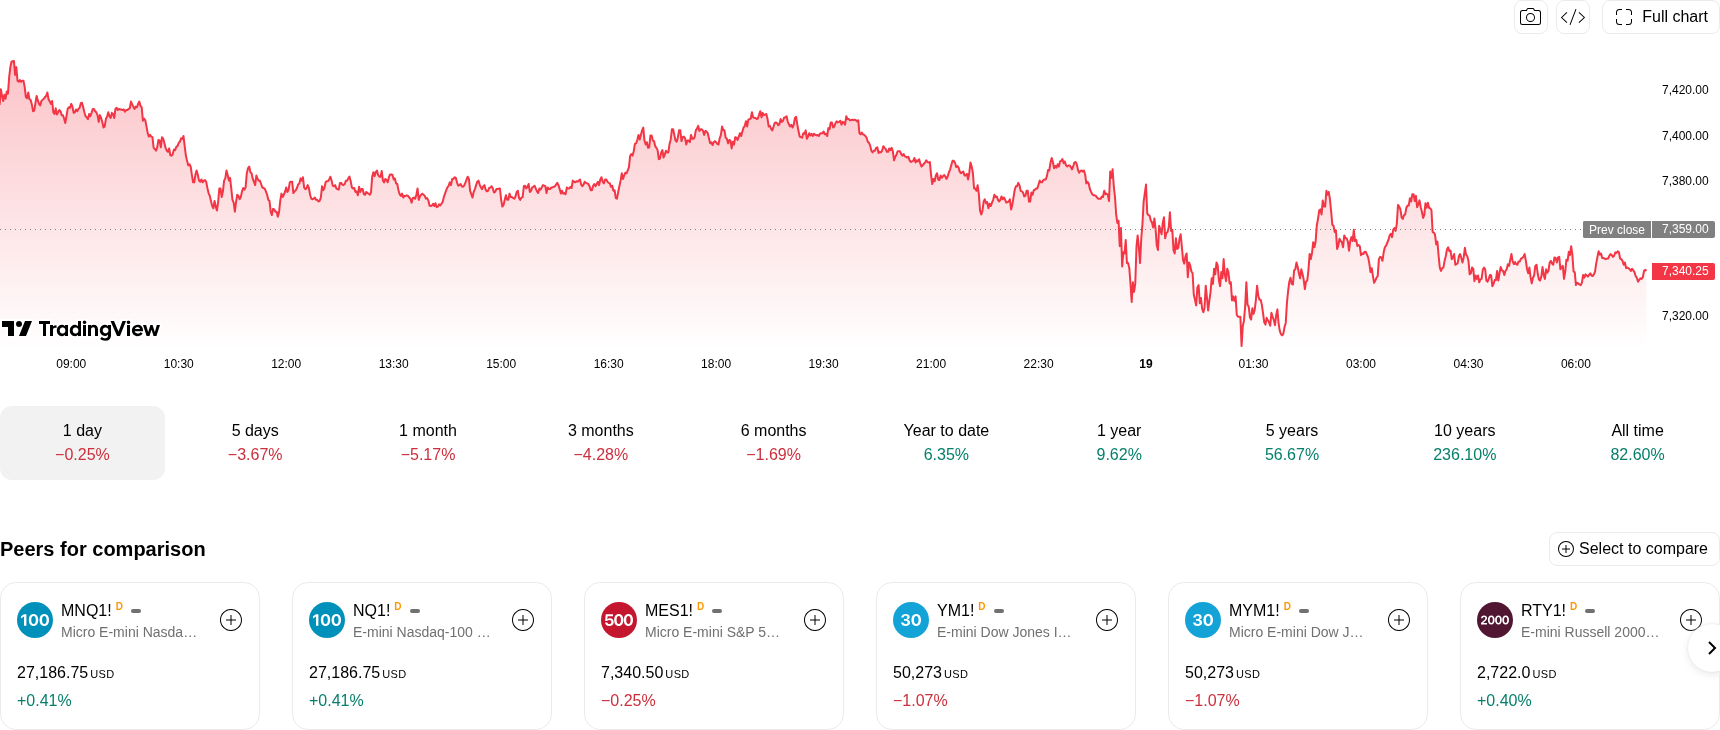 Full chart
7,420.00
7,400.00
7,380.00
Prev close 7,359.00
7,340.25
7,320.00
TradingView
09:00 10:30 12:00 13:30 15:00 16:30 18:00 19:30 21:00 22:30 19 01:30 03:00 04:30 06:00
1 day 5 days 1 month 3 months 6 months Year to date 1 year 5 years 10 years All time
−0.25% −3.67% −5.17% −4.28% −1.69% 6.35% 9.62% 56.67% 236.10% 82.60%
Peers for comparison
Select to compare
100 MNQ1! D
Micro E-mini Nasda…
27,186.75 USD
+0.41%
100 NQ1! D
E-mini Nasdaq-100 …
27,186.75 USD
+0.41%
500 MES1! D
Micro E-mini S&P 5…
7,340.50 USD
−0.25%
30 YM1! D
E-mini Dow Jones I…
50,273 USD
−1.07%
30 MYM1! D
Micro E-mini Dow J…
50,273 USD
−1.07%
2000 RTY1! D
E-mini Russell 2000…
2,722.0 USD
+0.40%